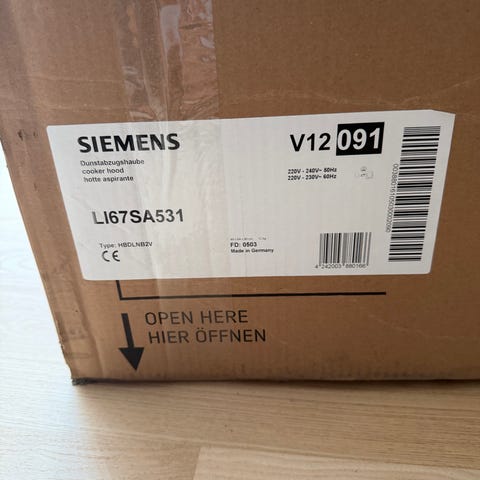 SIEMENS
V12 091
Dunstabzugshaube
cooker hood
hotte aspirante
220V - 240V~ 50Hz
220V - 230V~ 60Hz
LI67SA531
Type: HBDLNB2V
FD: 0503
Made in Germany
CE
4 242003 880166
OPEN HERE
HIER ÖFFNEN